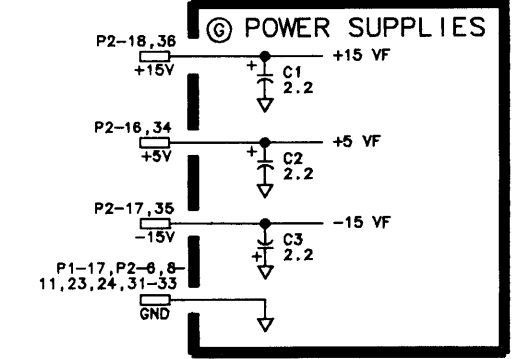 G POWER SUPPLIES
P2-18,36
+15V
+15 VF
+
C1
2.2
P2-16,34
+5V
+5 VF
+
C2
2.2
P2-17,35
-15V
-15 VF
C3
+
2.2
P1-17,P2-6,8-
11,23,24,31-33
GND